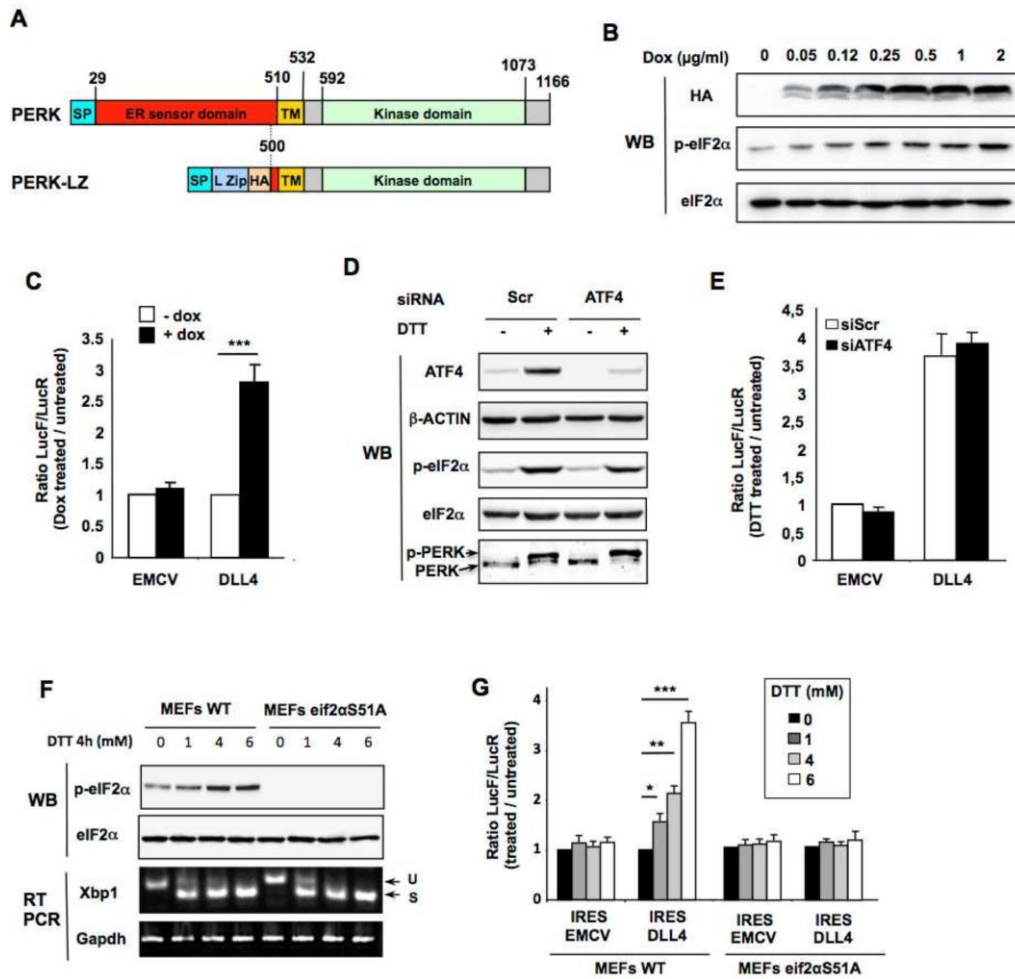 A
29 510 532 592 1073 1166
PERK SP ER sensor domain TM Kinase domain
500
PERK-LZ SP L Zip HA TM Kinase domain
B
Dox (µg/ml) 0 0.05 0.12 0.25 0.5 1 2
HA
WB p-eIF2α
eIF2α
C
- dox
+ dox
Ratio LucF/LucR
(Dox treated / untreated)
3.5
3
2.5
2
1.5
1
0.5
0
***
EMCV DLL4
D
siRNA Scr ATF4
DTT - + - +
ATF4
β-ACTIN
WB
p-eIF2α
eIF2α
p-PERK
PERK
E
siScr
siATF4
Ratio LucF/LucR
(DTT treated / untreated)
4,5
4
3,5
3
2,5
2
1,5
1
0,5
0
EMCV DLL4
F
MEFs WT MEFs eif2αS51A
DTT 4h (mM) 0 1 4 6 0 1 4 6
WB p-eIF2α
eIF2α
RT
PCR
Xbp1 U
S
Gapdh
G
DTT (mM)
0
1
4
6
Ratio LucF/LucR
(treated / untreated)
4
3
2
1
0
***
**
*
IRES IRES IRES IRES
EMCV DLL4 EMCV DLL4
MEFs WT MEFs eif2αS51A